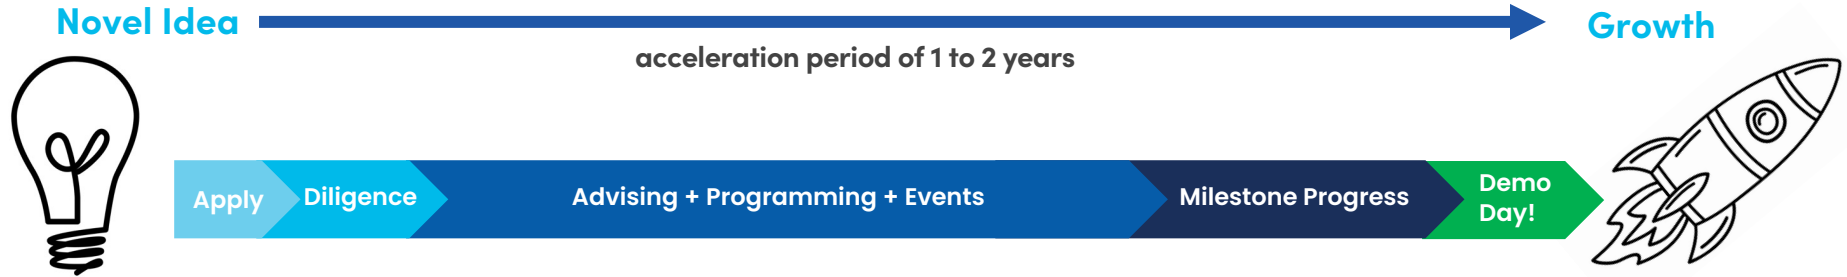 Novel Idea
Growth
acceleration period of 1 to 2 years
Apply
Diligence
Advising + Programming + Events
Milestone Progress
Demo
Day!